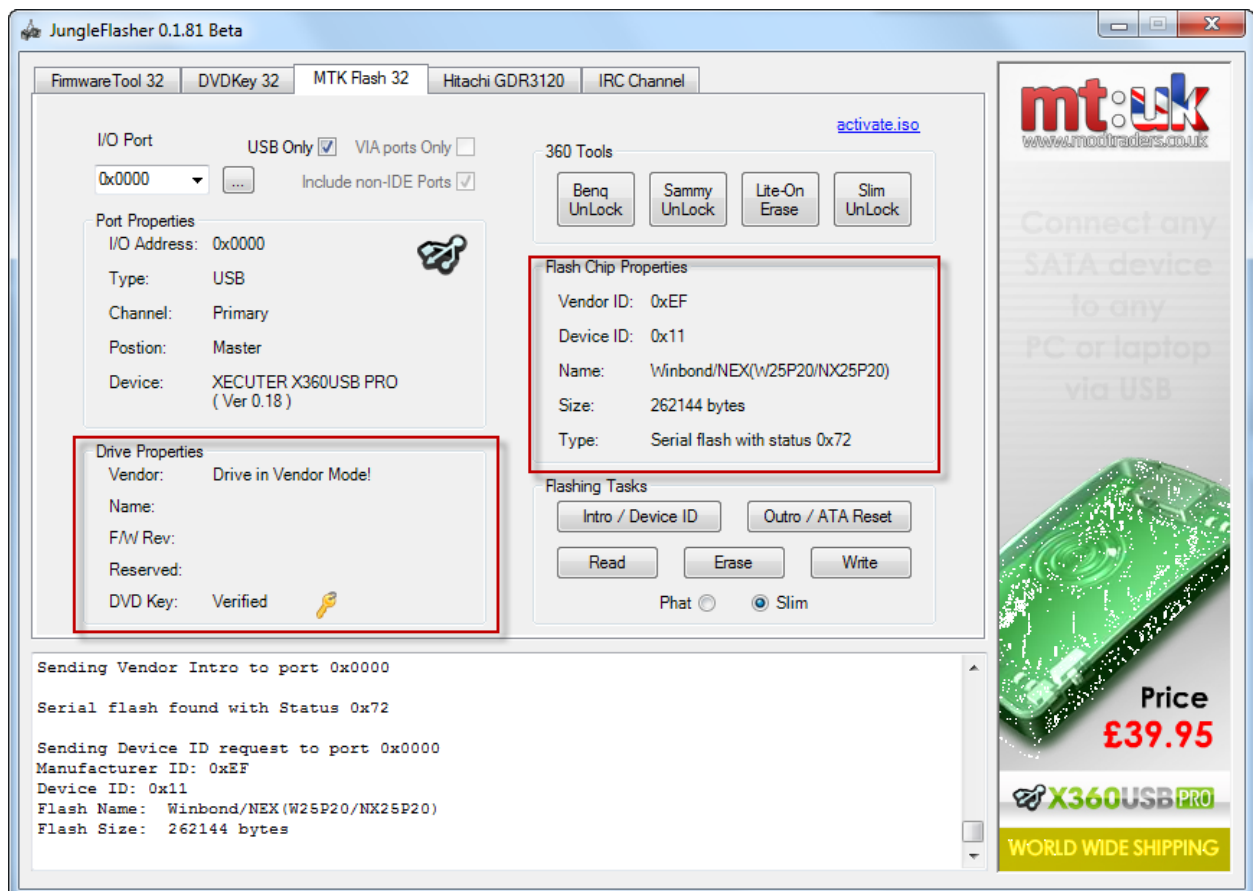 JungleFlasher 0.1.81 Beta
FirmwareTool 32
DVDKey 32
MTK Flash 32
Hitachi GDR3120
IRC Channel
activate.iso
I/O Port
USB Only
VIA ports Only
0x0000
...
Include non-IDE Ports
Port Properties
I/O Address: 0x0000
Type: USB
Channel: Primary
Postion: Master
Device: XECUTER X360USB PRO
( Ver 0.18 )
Drive Properties
Vendor: Drive in Vendor Mode!
Name:
F/W Rev:
Reserved:
DVD Key: Verified
360 Tools
Benq
UnLock
Sammy
UnLock
Lite-On
Erase
Slim
UnLock
Flash Chip Properties
Vendor ID: 0xEF
Device ID: 0x11
Name: Winbond/NEX(W25P20/NX25P20)
Size: 262144 bytes
Type: Serial flash with status 0x72
Flashing Tasks
Intro / Device ID
Outro / ATA Reset
Read
Erase
Write
Phat
Slim
Sending Vendor Intro to port 0x0000
Serial flash found with Status 0x72
Sending Device ID request to port 0x0000
Manufacturer ID: 0xEF
Device ID: 0x11
Flash Name: Winbond/NEX(W25P20/NX25P20)
Flash Size: 262144 bytes
mt:uk
www.modtraders.co.uk
Connect any
SATA device
to any
PC or laptop
via USB
Price
£39.95
X360USB PRO
WORLD WIDE SHIPPING